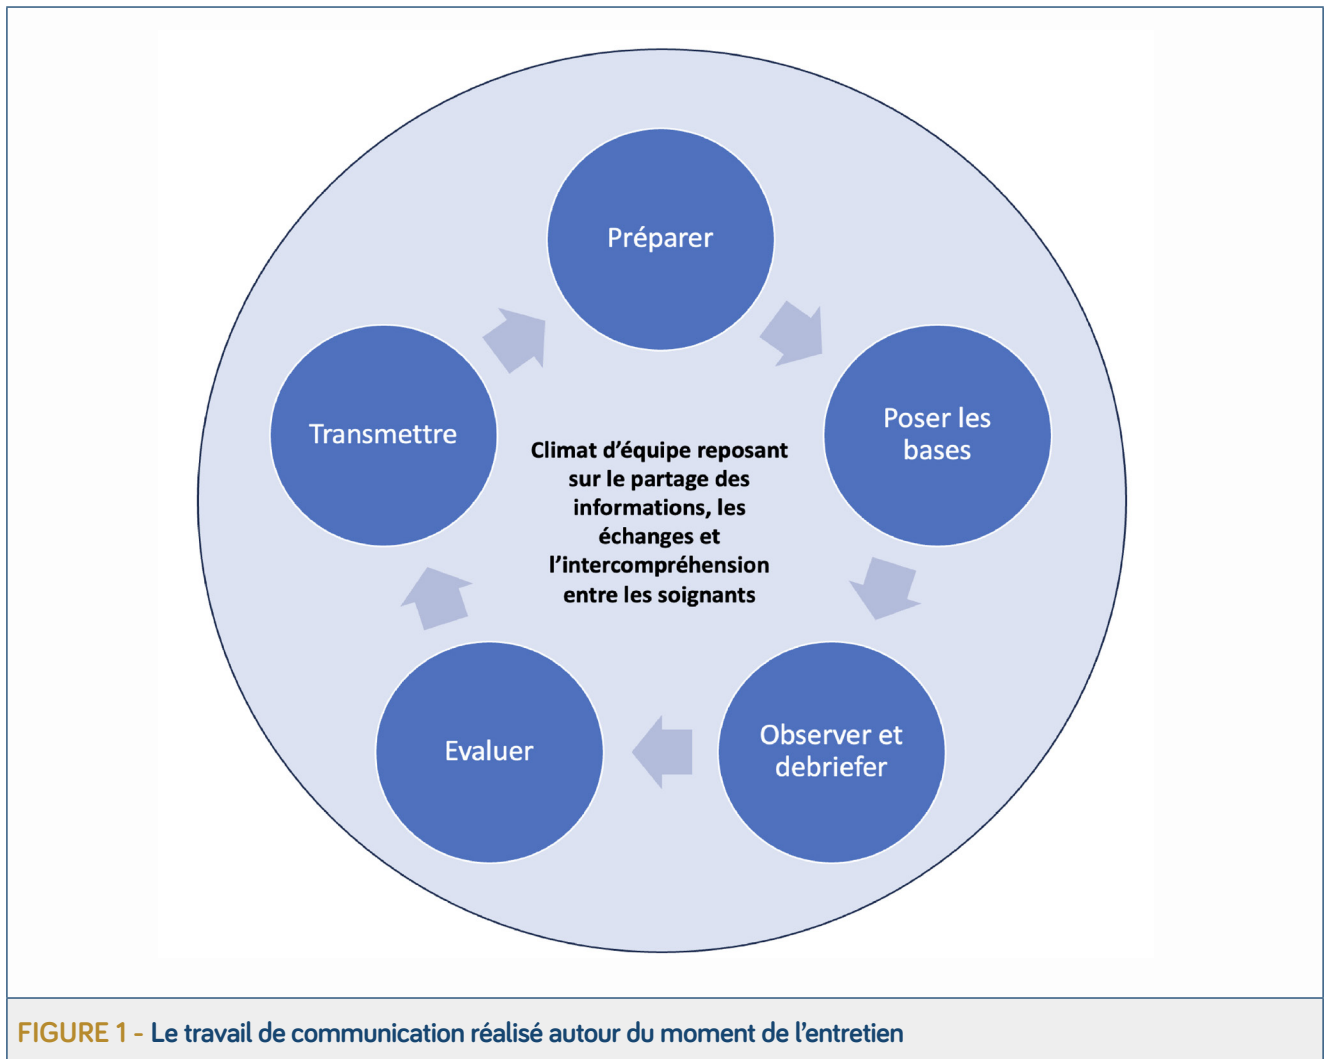 Préparer
Poser les
bases
Observer et
debriefer
Evaluer
Transmettre
Climat d’équipe reposant
sur le partage des
informations, les
échanges et
l’intercompréhension
entre les soignants
FIGURE 1 - Le travail de communication réalisé autour du moment de l’entretien